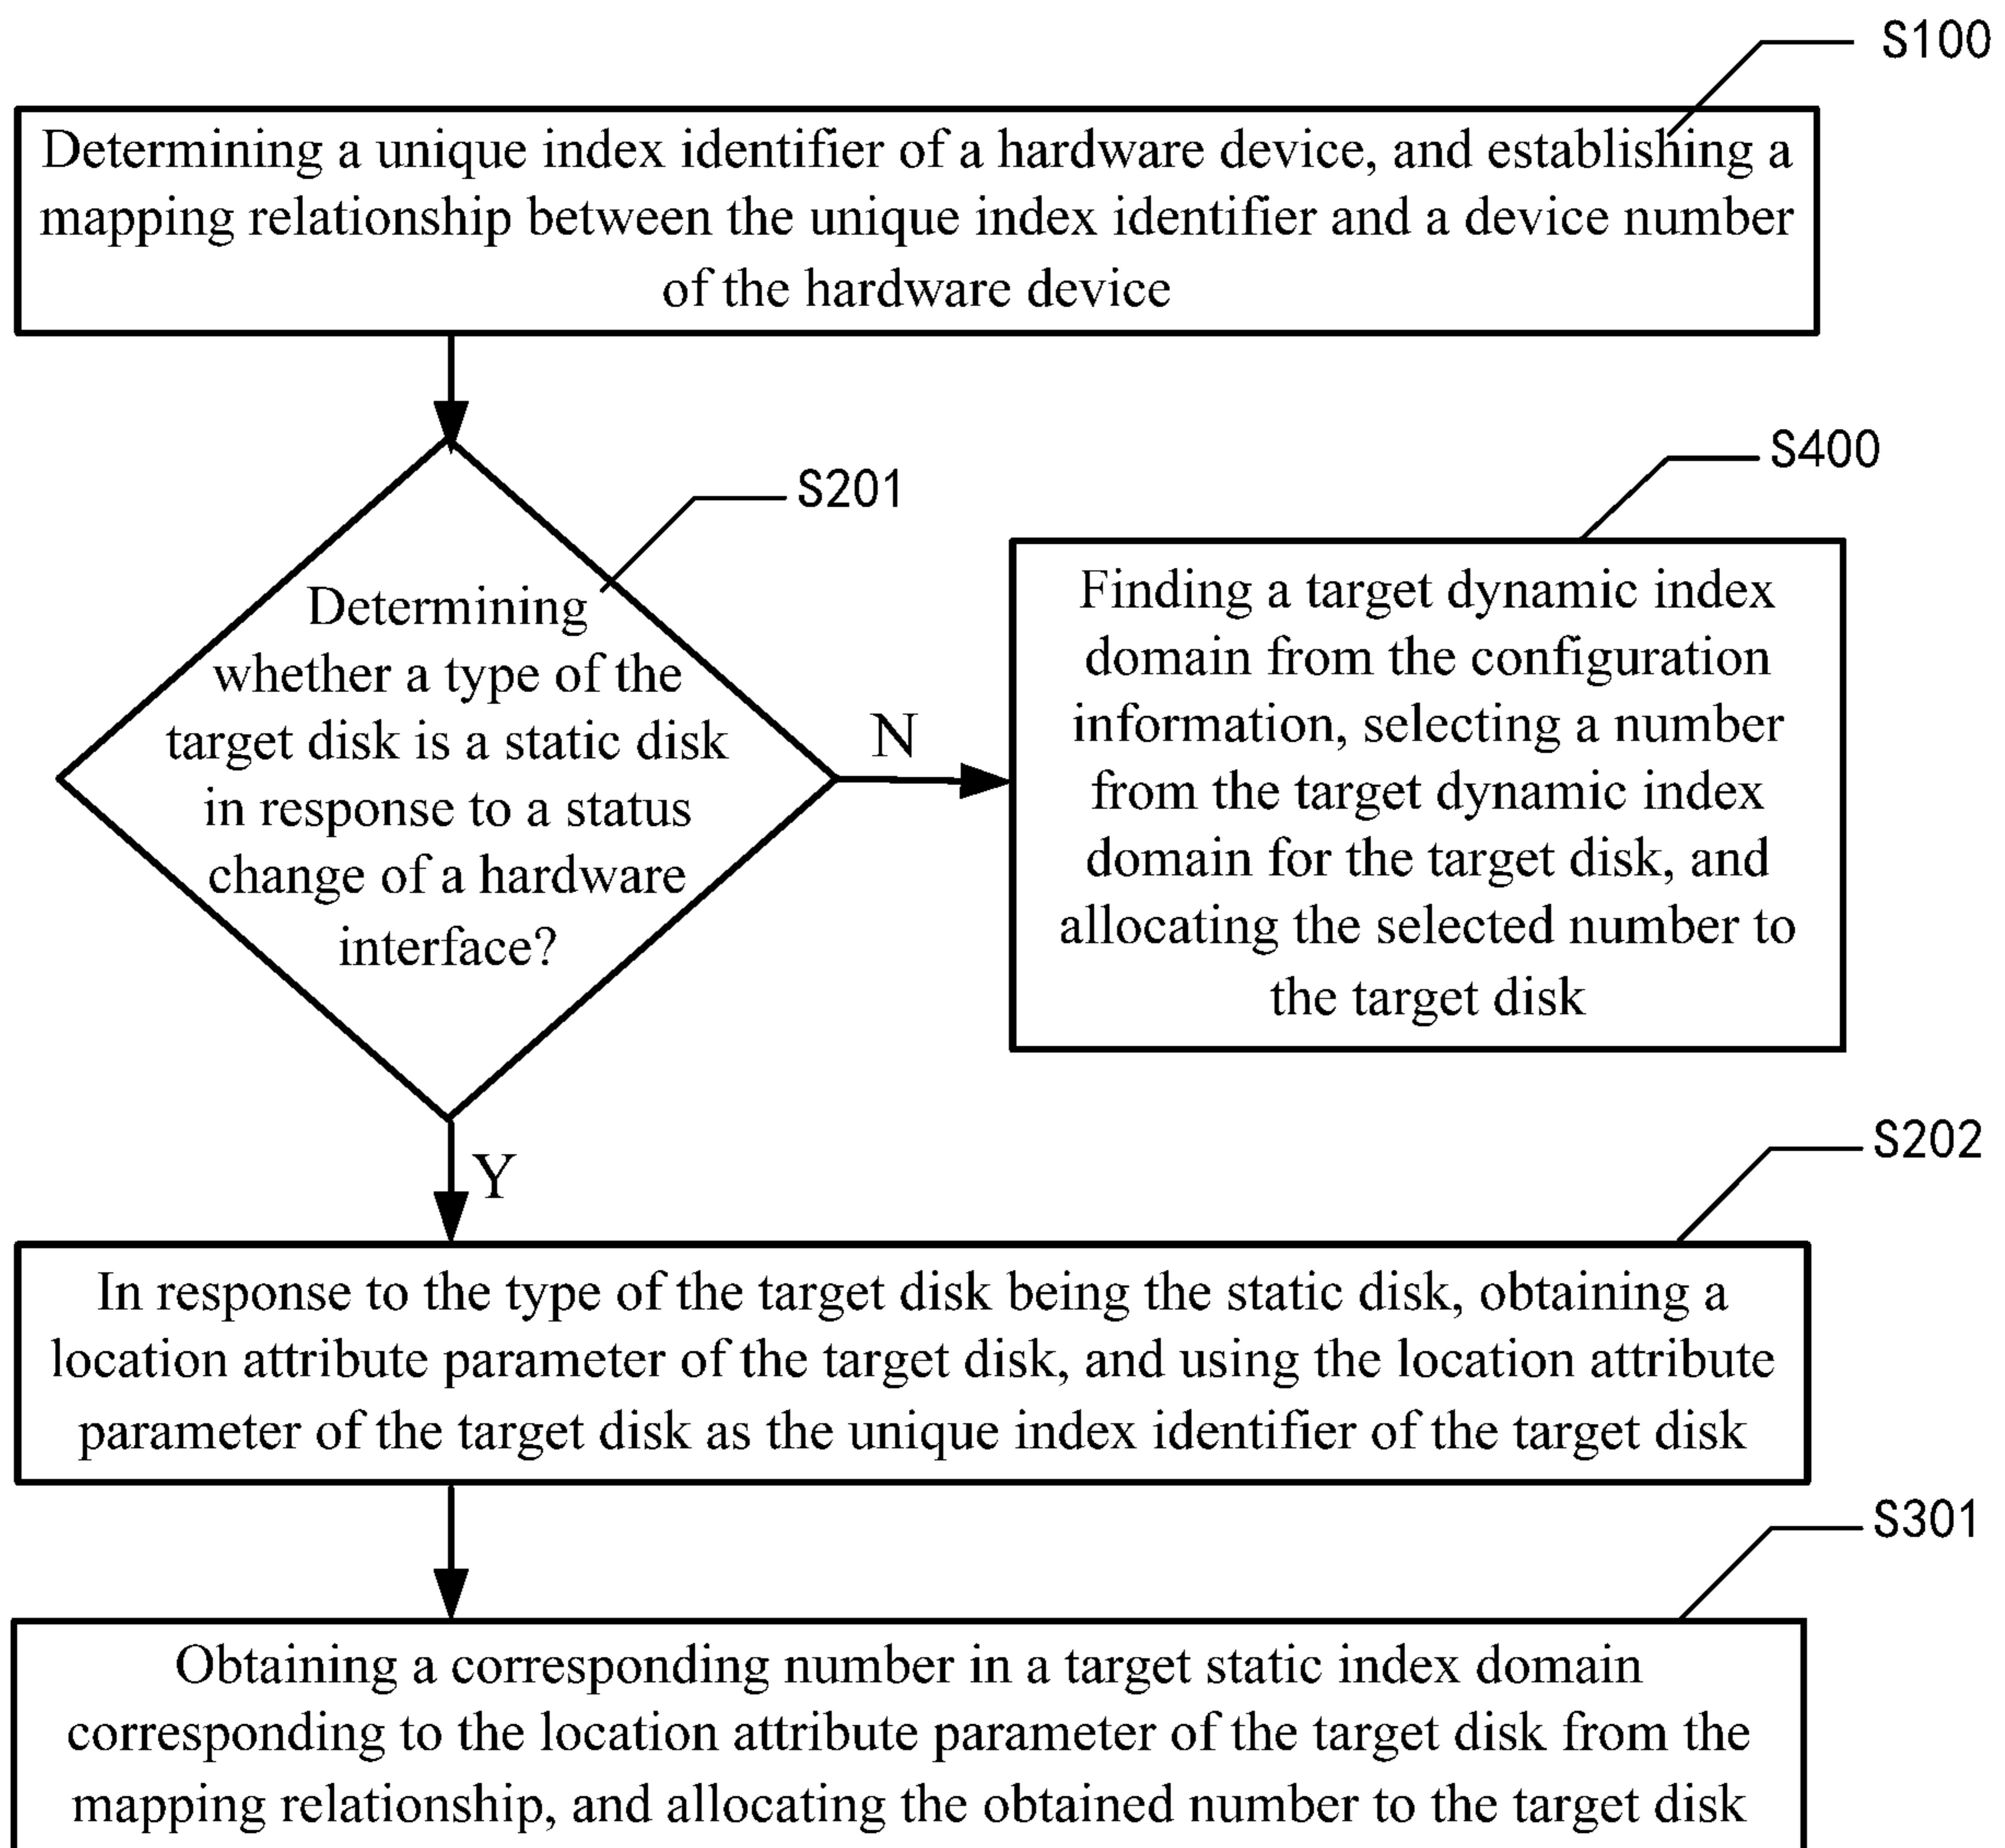 S100
Determining a unique index identifier of a hardware device, and establishing a
mapping relationship between the unique index identifier and a device number
of the hardware device
S201
Determining
whether a type of the
target disk is a static disk
in response to a status
change of a hardware
interface?
N
S400
Finding a target dynamic index
domain from the configuration
information, selecting a number
from the target dynamic index
domain for the target disk, and
allocating the selected number to
the target disk
Y
S202
In response to the type of the target disk being the static disk, obtaining a
location attribute parameter of the target disk, and using the location attribute
parameter of the target disk as the unique index identifier of the target disk
S301
Obtaining a corresponding number in a target static index domain
corresponding to the location attribute parameter of the target disk from the
mapping relationship, and allocating the obtained number to the target disk